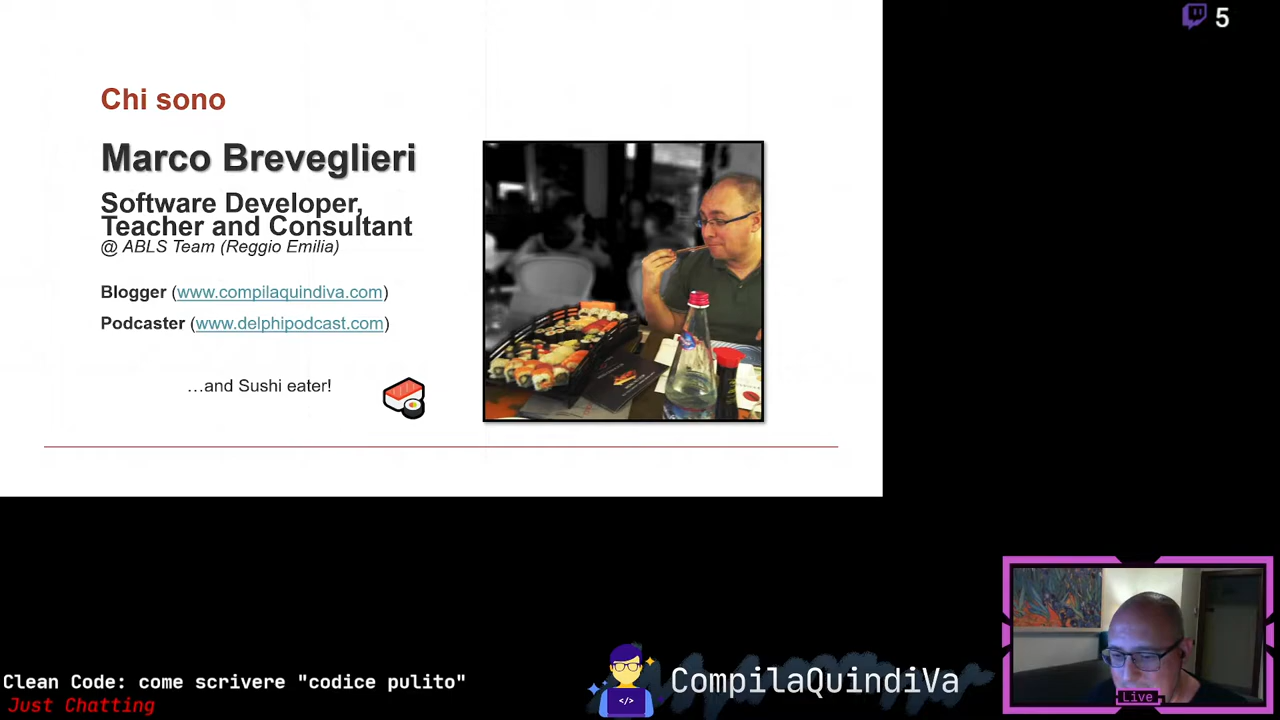 5
Chi sono
Marco Breveglieri
Software Developer,
Teacher and Consultant
@ ABLS Team (Reggio Emilia)
Blogger (www.compilaquindiva.com)
Podcaster (www.delphipodcast.com)
…and Sushi eater!
Live
</>
CompilaQuindiVa
Clean Code: come scrivere "codice pulito"
Just Chatting